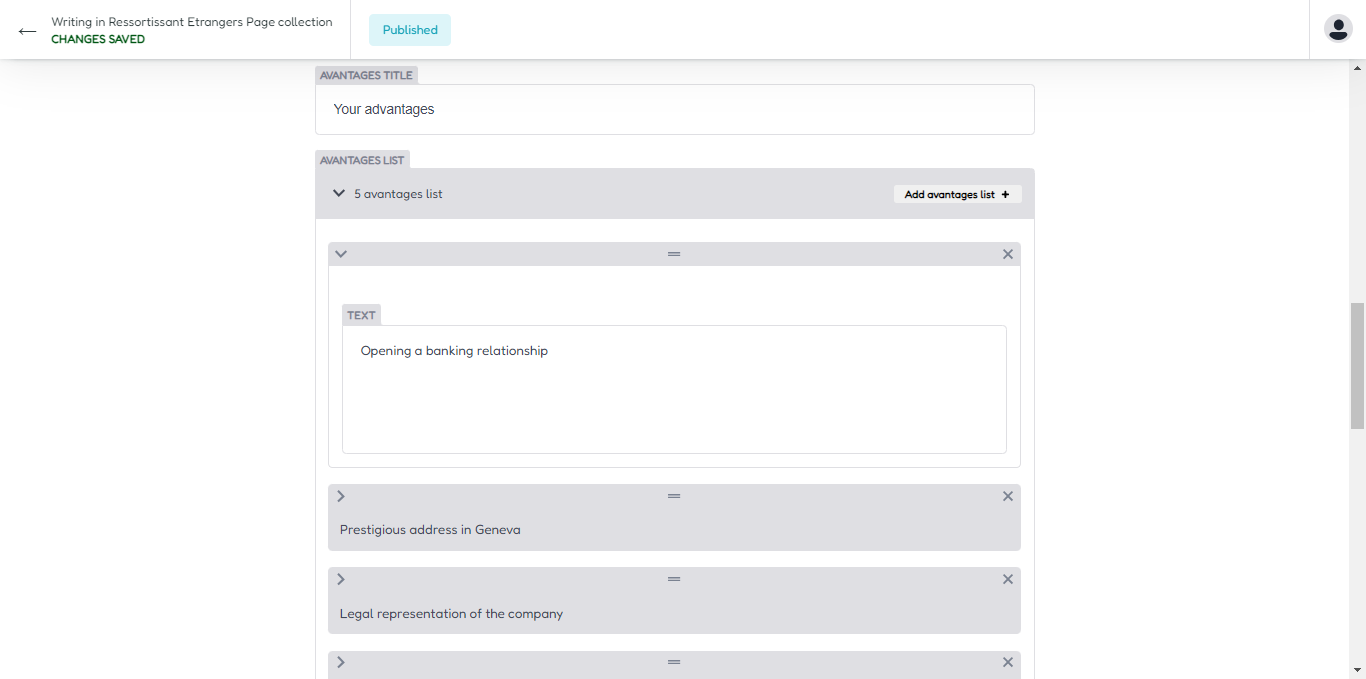 Writing in Ressortissant Etrangers Page collection
CHANGES SAVED
Published
AVANTAGES TITLE
Your advantages
AVANTAGES LIST
5 avantages list
Add avantages list +
TEXT
Opening a banking relationship
Prestigious address in Geneva
Legal representation of the company